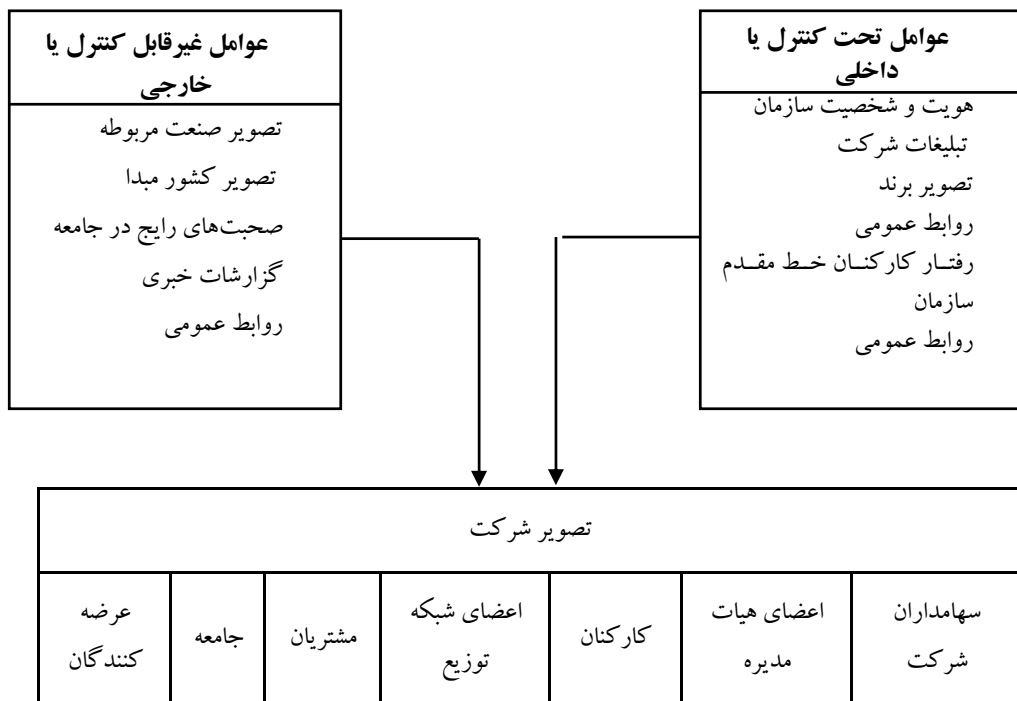 عوامل تحت کنترل یا
داخلی
هویت و شخصیت سازمان
تبلیغات شرکت
تصویر برند
روابط عمومی
رفتار کارکنان خط مقدم
سازمان
روابط عمومی
عوامل غیرقابل کنترل یا
خارجی
تصویر صنعت مربوطه
تصویر کشور مبدا
صحبت‌های رایج در جامعه
گزارشات خبری
روابط عمومی
تصویر شرکت
سهامداران
شرکت
اعضای هیات
مدیره
کارکنان
اعضای شبکه
توزیع
مشتریان
جامعه
عرضه
کنندگان